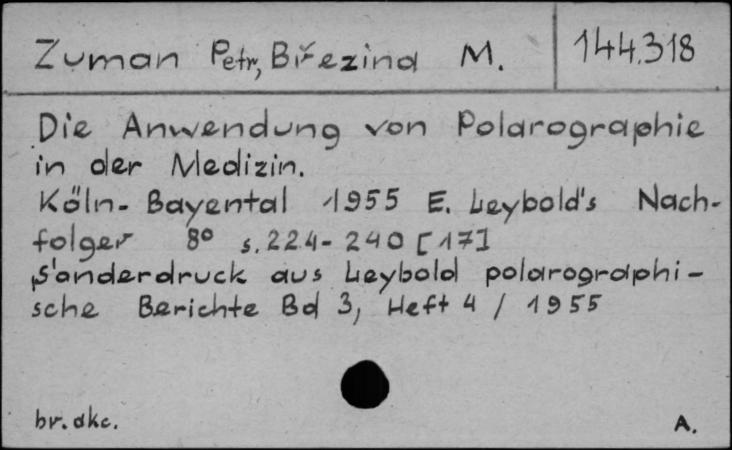 Zuman Petr, Březina M. 144.318
Die Anwendung von Polarographie
in der Medizin.
Köln-Bayental 1955 E. Leybold's Nach-
folger 8° s.224-240 [17]
Sonderdruck aus Leybold polarographi-
sche Berichte Bd 3, Heft 4 / 1955
br. dkc. A.